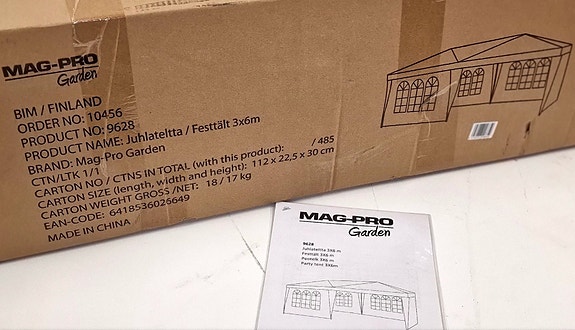 MAG-PRO
Garden
BIM / FINLAND
ORDER NO: 10456
PRODUCT NO: 9628
PRODUCT NAME: Juhlateltta / Festtält 3x6m
BRAND: Mag-Pro Garden
CTN/LTK 1/1
CARTON NO / CTNS IN TOTAL (with this product): / 485
CARTON SIZE (length, width and height): 112 x 22,5 x 30 cm
CARTON WEIGHT GROSS /NET: 18 / 17 kg
EAN-CODE: 6418536026649
MADE IN CHINA
MAG-PRO
Garden
9628
Juhlateltta 3X6 m
Festtält 3X6 m
3X6 m
Party tent 3X6m